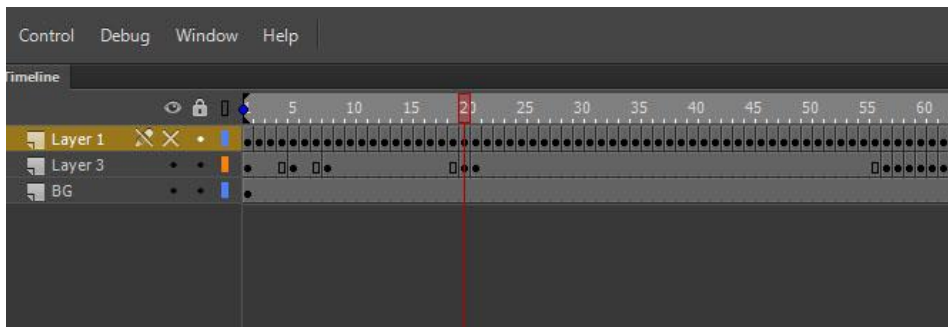 Control Debug Window Help
Timeline
5 10 15 20 25 30 35 40 45 50 55 60
Layer 1
Layer 3
BG